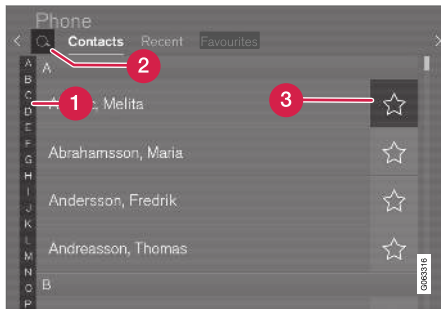 Phone
Contacts Recent Favourites
2
A
A
B
C
D
E
F
G
H
I
J
K
L
M
N
O
P
1
Melita
3
Abrahamsson, Maria
Andersson, Fredrik
Andreasson, Thomas
B
G063316